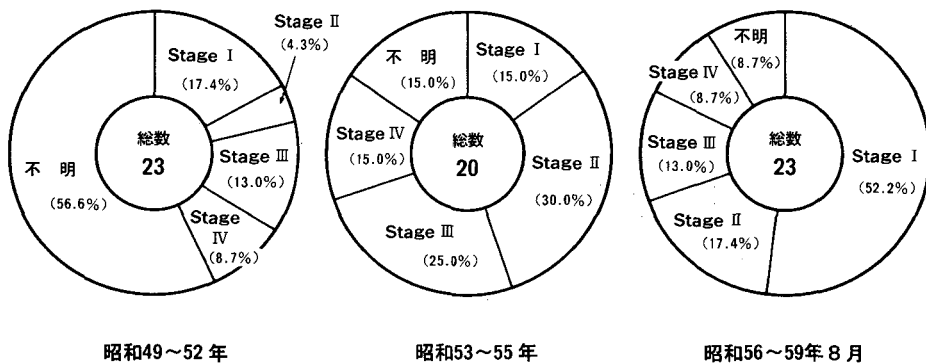 Stage Ⅰ
(17.4%)
Stage Ⅱ
(4.3%)
Stage Ⅲ
(13.0%)
Stage
Ⅳ
(8.7%)
不 明
(56.6%)
総数
23
昭和49～52年
Stage Ⅰ
(15.0%)
Stage Ⅱ
(30.0%)
Stage Ⅲ
(25.0%)
Stage Ⅳ
(15.0%)
不 明
(15.0%)
総数
20
昭和53～55年
Stage Ⅰ
(52.2%)
Stage Ⅱ
(17.4%)
Stage Ⅲ
(13.0%)
Stage Ⅳ
(8.7%)
不明
(8.7%)
総数
23
昭和56～59年8月